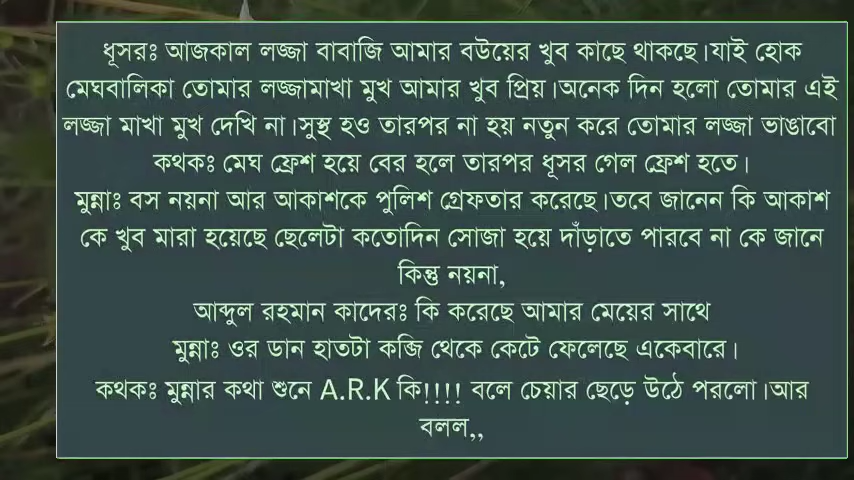 ধূসরঃ আজকাল লজ্জা বাবাজি আমার বউয়ের খুব কাছে থাকছে।যাই হোক
মেঘবালিকা তোমার লজ্জামাখা মুখ আমার খুব প্রিয়।অনেক দিন হলো তোমার এই
লজ্জা মাখা মুখ দেখি না।সুস্থ হও তারপর না হয় নতুন করে তোমার লজ্জা ভাঙাবো
কথকঃ মেঘ ফ্রেশ হয়ে বের হলে তারপর ধূসর গেল ফ্রেশ হতে।
মুন্নাঃ বস নয়না আর আকাশকে পুলিশ গ্রেফতার করেছে।তবে জানেন কি আকাশ
কে খুব মারা হয়েছে ছেলেটা কতোদিন সোজা হয়ে দাঁড়াতে পারবে না কে জানে
কিন্তু নয়না,
আব্দুল রহমান কাদেরঃ কি করেছে আমার মেয়ের সাথে
মুন্নাঃ ওর ডান হাতটা কব্জি থেকে কেটে ফেলেছে একেবারে।
কথকঃ মুন্নার কথা শুনে A.R.K কি!!!! বলে চেয়ার ছেড়ে উঠে পরলো।আর
বলল,,